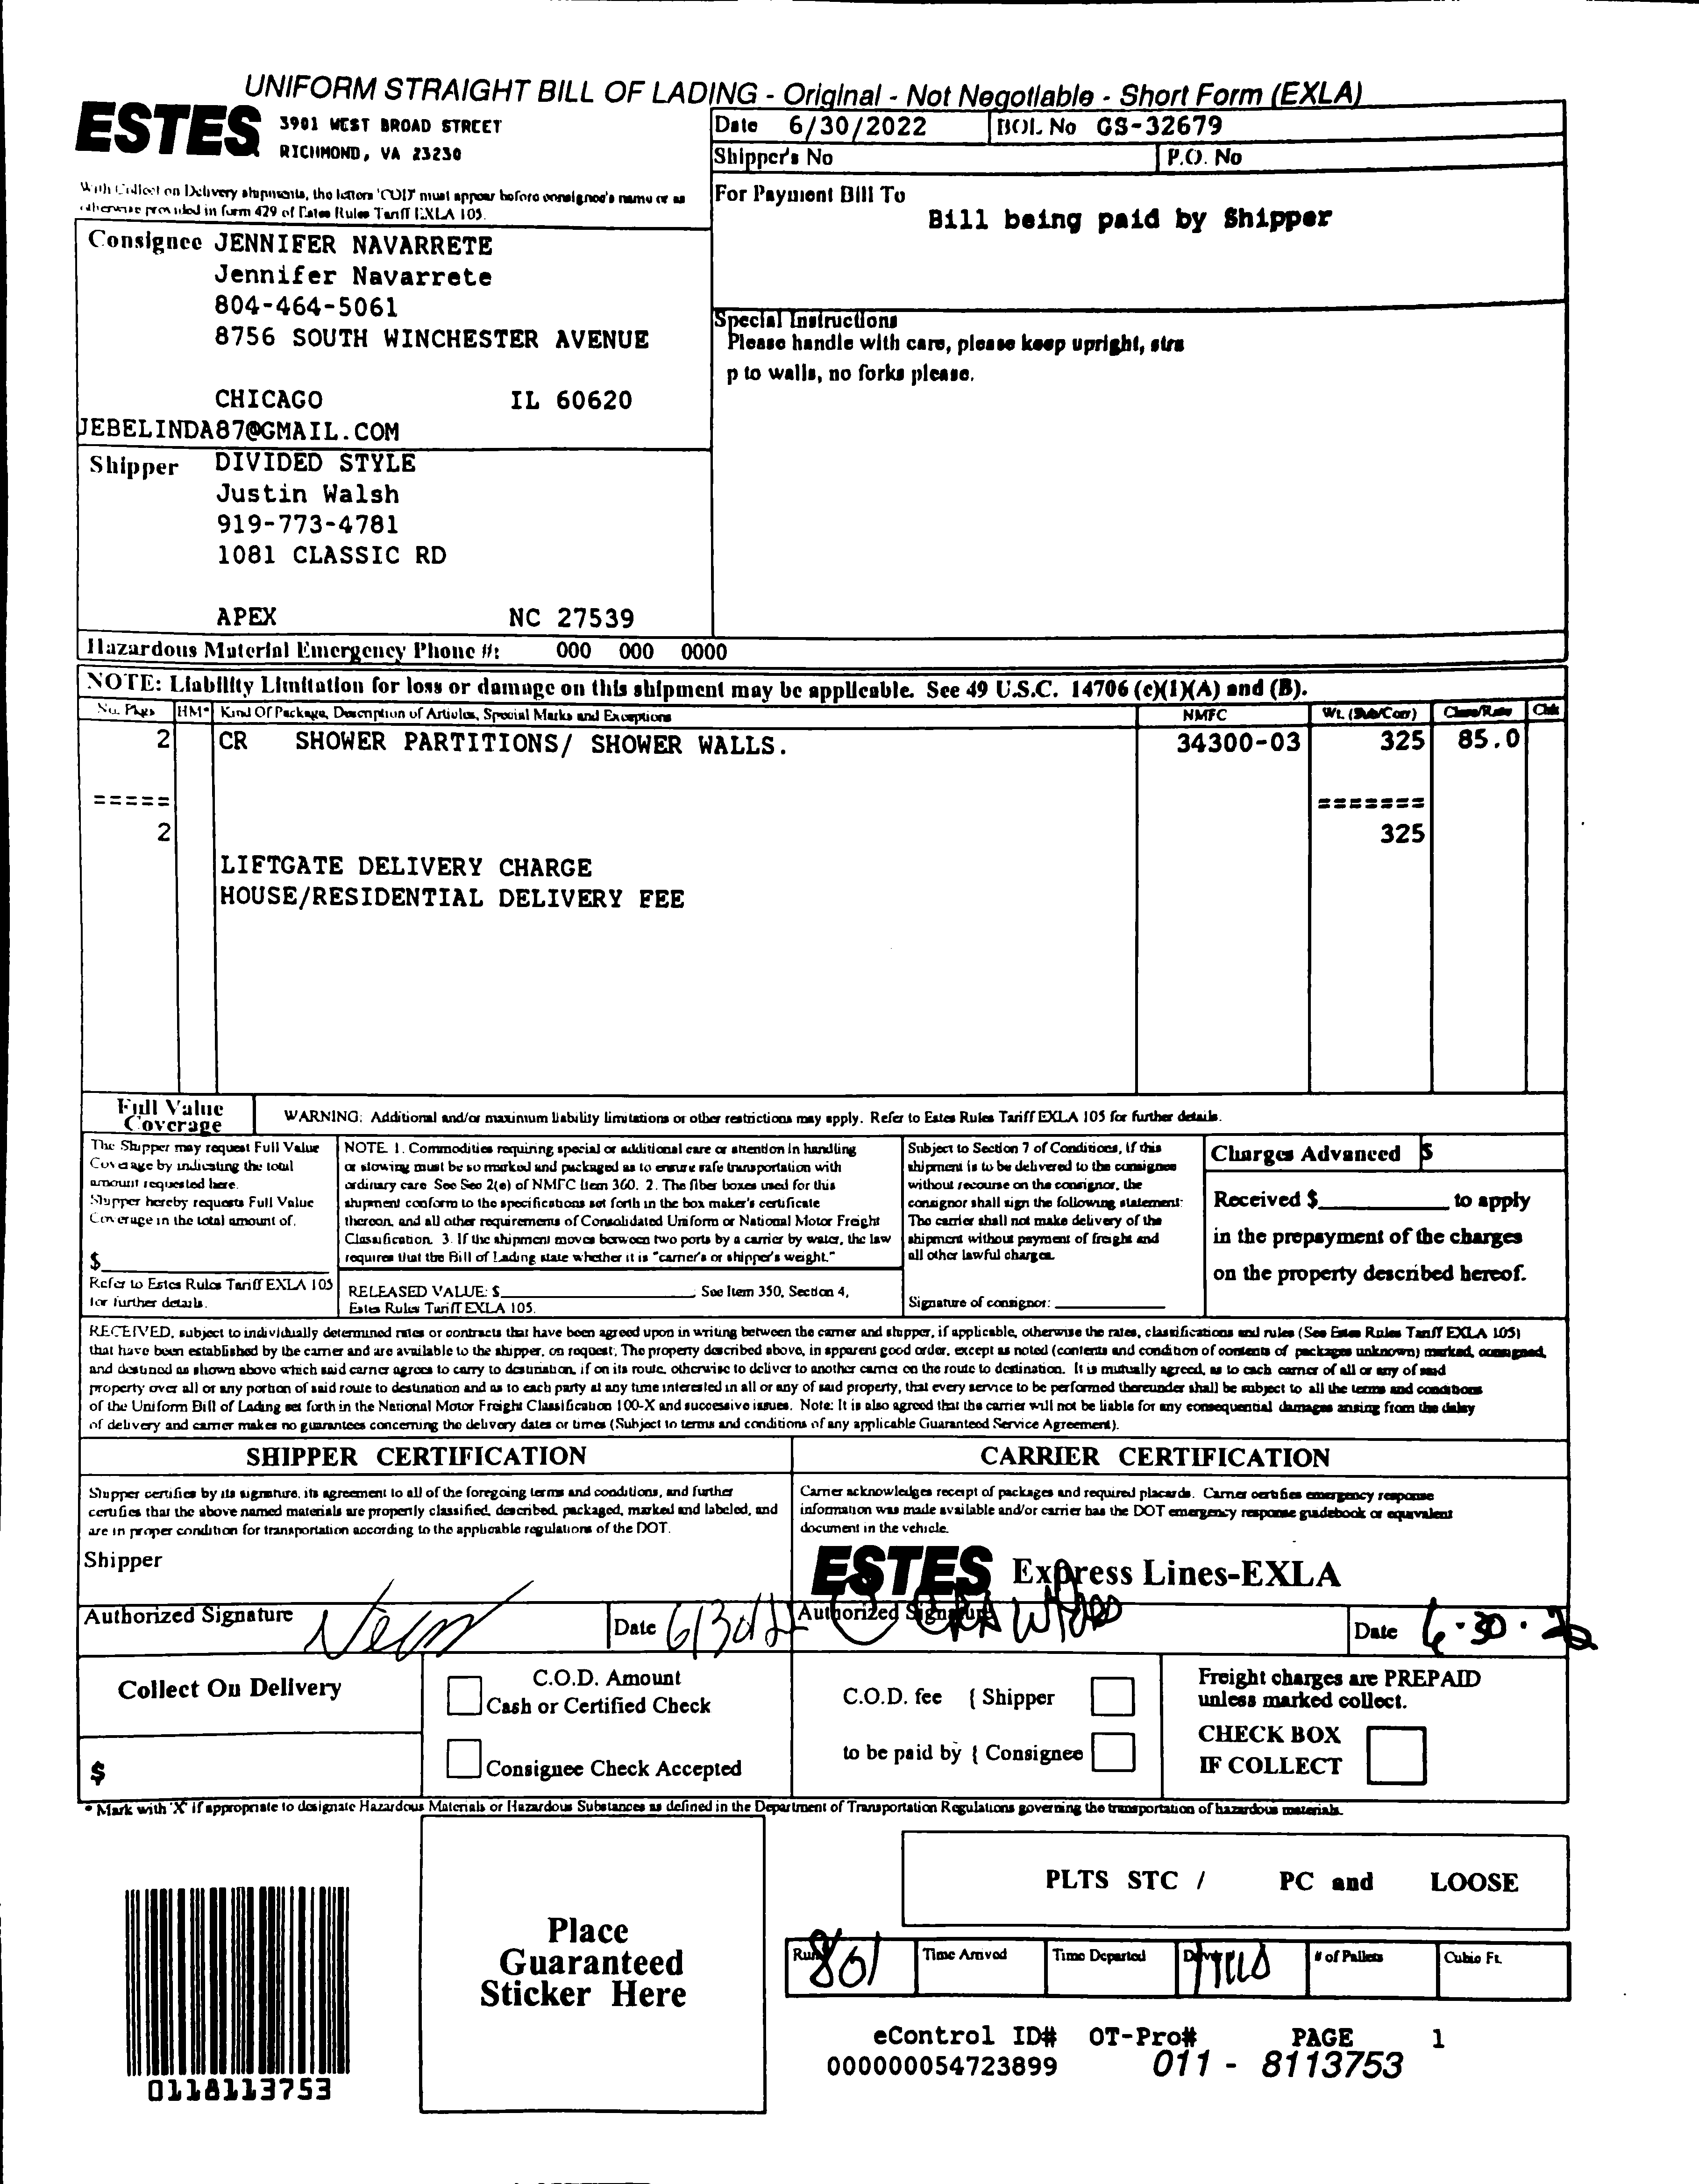 UNIFORM STRAIGHT BILL OF LADING - Original - Not Negotiable - Short Form (EXLA)
ESTES
3901 WEST BROAD STREET
RICHMOND, VA 23230
Date 6/30/2022 BOL No GS-32679
Shipper's No P.O. No
With Collect on Delivery shipments, the letters 'COD' must appear before consignee's name or as
otherwise provided in form 429 of Estes Rules Tariff EXLA 105.
For Payment Bill To
Bill being paid by Shipper
Consignee JENNIFER NAVARRETE
Jennifer Navarrete
804-464-5061
8756 SOUTH WINCHESTER AVENUE
CHICAGO IL 60620
JEBELINDA87@GMAIL.COM
Special Instructions
Please handle with care, please keep upright, stra
p to walls, no forks please.
Shipper DIVIDED STYLE
Justin Walsh
919-773-4781
1081 CLASSIC RD
APEX NC 27539
Hazardous Material Emergency Phone #: 000 000 0000
NOTE: Liability Limitation for loss or damage on this shipment may be applicable. See 49 U.S.C. 14706 (c)(1)(A) and (B).
No. Pkgs HM* Kind Of Package, Description of Articles, Special Marks and Exceptions NMFC Wt. (Sub/Corr) Class/Rate Chk
2 CR SHOWER PARTITIONS/ SHOWER WALLS. 34300-03 325 85.0
===== =======
2 325
LIFTGATE DELIVERY CHARGE
HOUSE/RESIDENTIAL DELIVERY FEE
Full Value
Coverage
WARNING: Additional and/or maximum liability limitations or other restrictions may apply. Refer to Estes Rules Tariff EXLA 105 for further details.
The Shipper may request Full Value
Coverage by indicating the total
amount requested here.
Shipper hereby requests Full Value
Coverage in the total amount of.
$
Refer to Estes Rules Tariff EXLA 105
for further details.
NOTE 1. Commodities requiring special or additional care or attention in handling
or stowing must be so marked and packaged as to ensure safe transportation with
ordinary care. See Sec 2(e) of NMFC Item 360. 2. The fiber boxes used for this
shipment conform to the specifications set forth in the box maker's certificate
thereon, and all other requirements of Consolidated Uniform or National Motor Freight
Classification. 3. If the shipment moves between two ports by a carrier by water, the law
requires that the Bill of Lading state whether it is "carrier's or shipper's weight."
RELEASED VALUE: $ See Item 350, Section 4,
Estes Rules Tariff EXLA 105.
Subject to Section 7 of Conditions, if this
shipment is to be delivered to the consignee
without recourse on the consignor, the
consignor shall sign the following statement:
The carrier shall not make delivery of the
shipment without payment of freight and
all other lawful charges.
Signature of consignor:
Charges Advanced $
Received $ to apply
in the prepayment of the charges
on the property described hereof.
RECEIVED, subject to individually determined rates or contracts that have been agreed upon in writing between the carrier and shipper, if applicable, otherwise the rates, classifications and rules (See Estes Rules Tariff EXLA 105)
that have been established by the carrier and are available to the shipper, on request; The property described above, in apparent good order, except as noted (contents and condition of contents of packages unknown) marked, consigned,
and destined as shown above which said carrier agrees to carry to destination, if on its route, otherwise to deliver to another carrier on the route to destination. It is mutually agreed, as to each carrier of all or any of said
property over all or any portion of said route to destination and as to each party at any time interested in all or any of said property, that every service to be performed thereunder shall be subject to all the terms and conditions
of the Uniform Bill of Lading set forth in the National Motor Freight Classification 100-X and successive issues. Note: It is also agreed that the carrier will not be liable for any consequential damages arising from the delay
of delivery and carrier makes no guarantees concerning the delivery dates or times (Subject to terms and conditions of any applicable Guaranteed Service Agreement).
SHIPPER CERTIFICATION
Shipper certifies by its signature, its agreement to all of the foregoing terms and conditions, and further
certifies that the above named materials are properly classified, described, packaged, marked and labeled, and
are in proper condition for transportation according to the applicable regulations of the DOT.
Shipper
Authorized Signature Date 6/30/22
CARRIER CERTIFICATION
Carrier acknowledges receipt of packages and required placards. Carrier certifies emergency response
information was made available and/or carrier has the DOT emergency response guidebook or equivalent
document in the vehicle.
ESTES Express Lines-EXLA
Authorized Signature Date 6-30-22
Collect On Delivery
$
C.O.D. Amount
Cash or Certified Check
Consignee Check Accepted
C.O.D. fee { Shipper
to be paid by { Consignee
Freight charges are PREPAID
unless marked collect.
CHECK BOX
IF COLLECT
* Mark with 'X' if appropriate to designate Hazardous Materials or Hazardous Substances as defined in the Department of Transportation Regulations governing the transportation of hazardous materials.
0118113753
Place
Guaranteed
Sticker Here
PLTS STC / PC and LOOSE
Run 861 Time Arrived Time Departed Driver # of Pallets Cubic Ft.
eControl ID# OT-Pro# PAGE 1
000000054723899 011 - 8113753